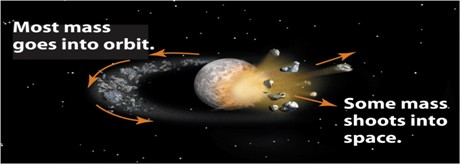 Most mass
goes into orbit.
Some mass
shoots into
space.